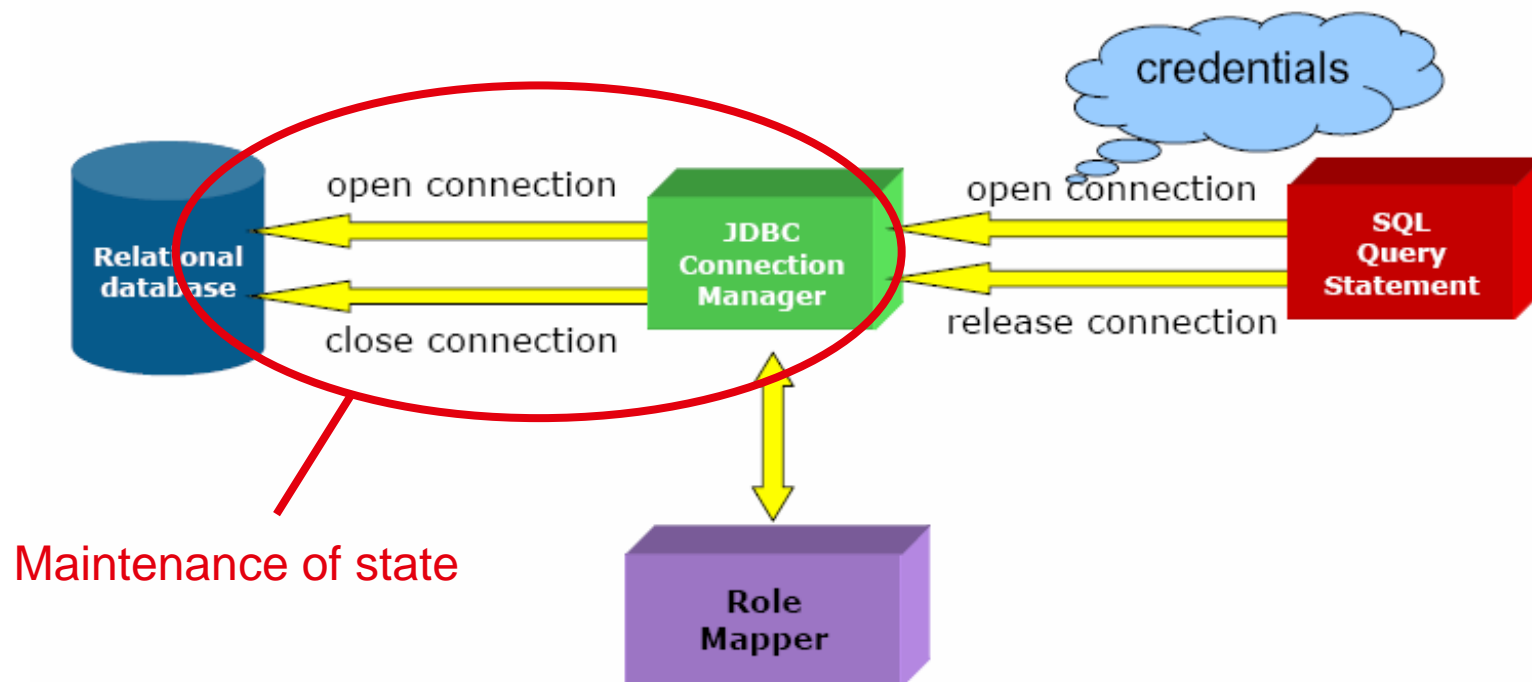 credentials
open connection
open connection
Relational
database
JDBC
Connection
Manager
SQL
Query
Statement
close connection
release connection
Maintenance of state
Role
Mapper